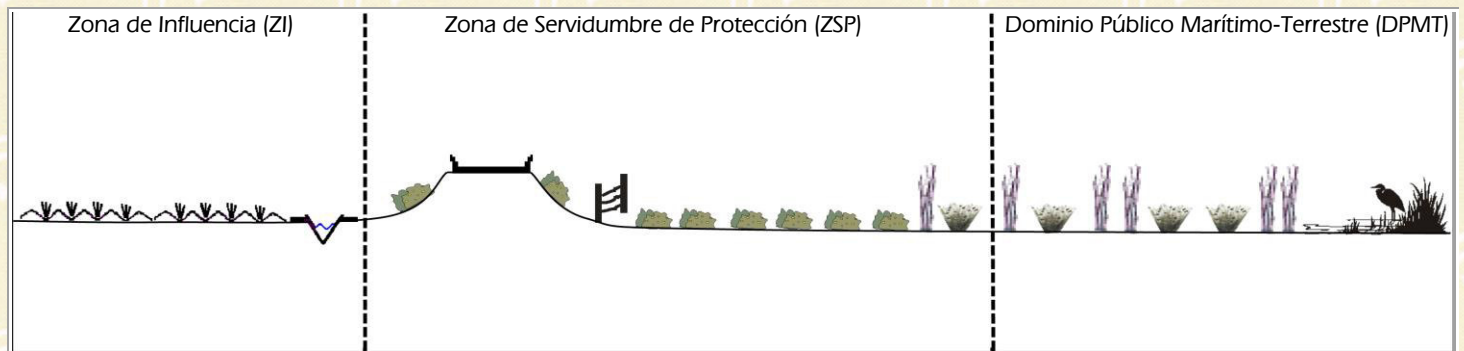 Zona de Influencia (ZI)
Zona de Servidumbre de Protección (ZSP)
Dominio Público Marítimo-Terrestre (DPMT)